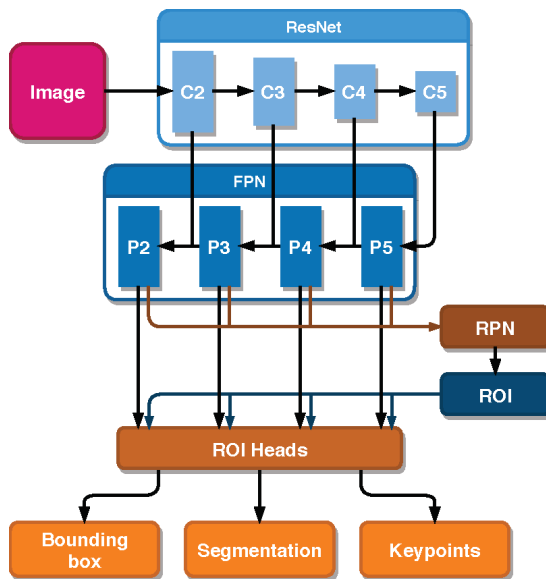 ResNet
Image
C2
C3
C4
C5
FPN
P2
P3
P4
P5
RPN
ROI
ROI Heads
Bounding
box
Segmentation
Keypoints